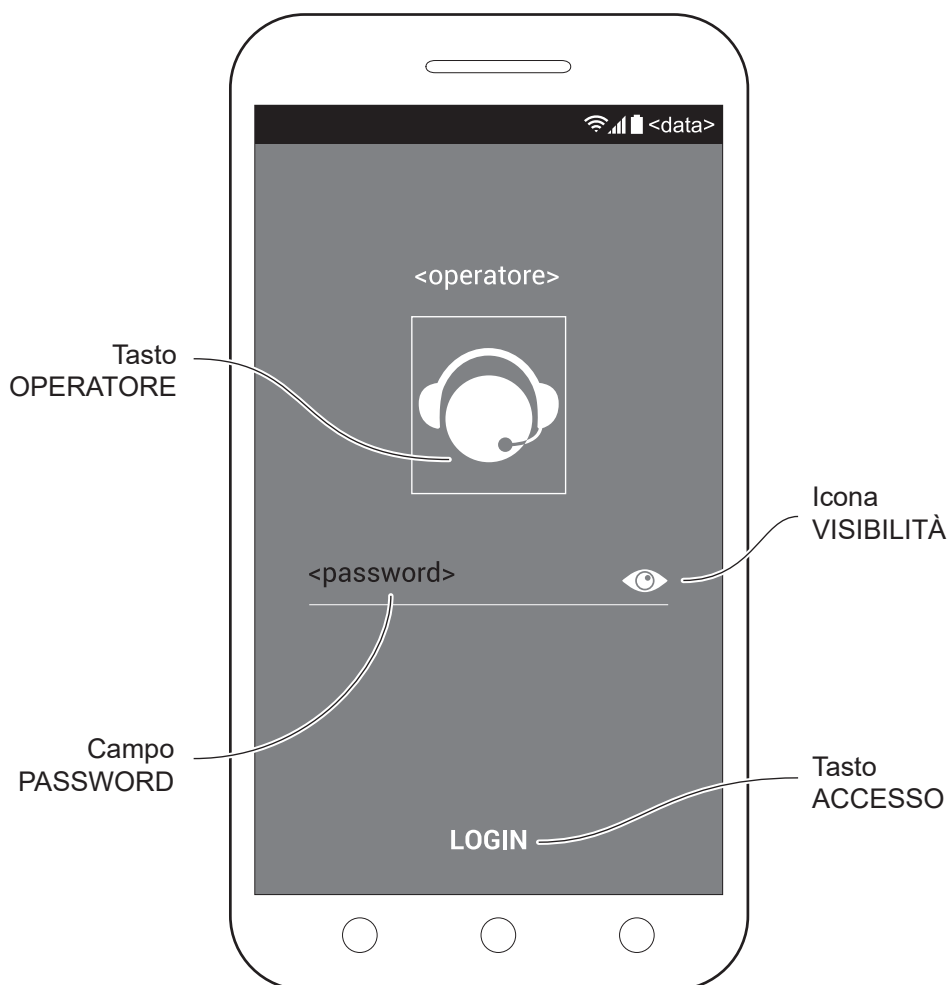 <data>
<operatore>
Tasto
OPERATORE
Icona
VISIBILITÀ
<password>
Campo
PASSWORD
Tasto
ACCESSO
LOGIN